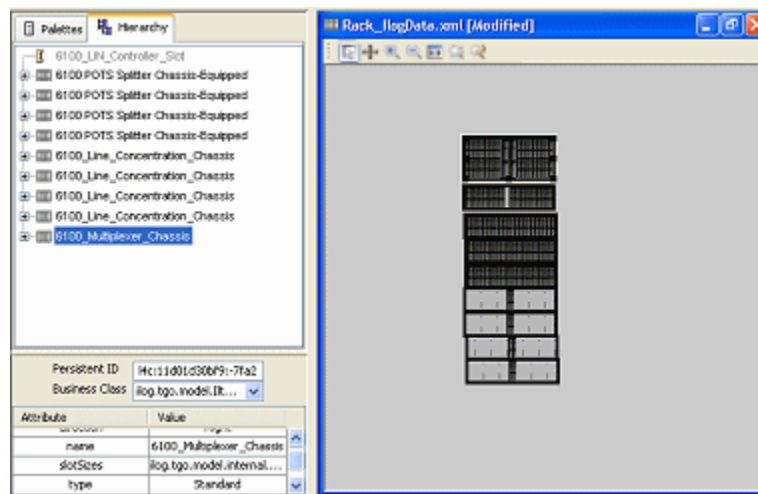 Palettes
Hierarchy
6100_LIN_Controller_Slot
6100 POTS Splitter Chassis-Equipped
6100 POTS Splitter Chassis-Equipped
6100 POTS Splitter Chassis-Equipped
6100 POTS Splitter Chassis-Equipped
6100_Line_Concentration_Chassis
6100_Line_Concentration_Chassis
6100_Line_Concentration_Chassis
6100_Line_Concentration_Chassis
6100_Multiplexer_Chassis
Persistent ID
Business Class
ilog.tgo.model.Ilt...
Attribute Value
name 6100_Multiplexer_Chassis
slotSizes ilog.tgo.model.internal....
type Standard
Rack_IlogData.xml [Modified]